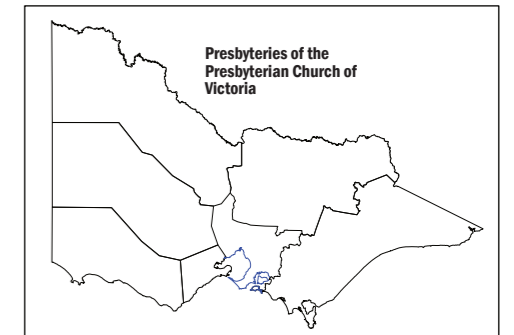 Presbyteries of the
Presbyterian Church of
Victoria